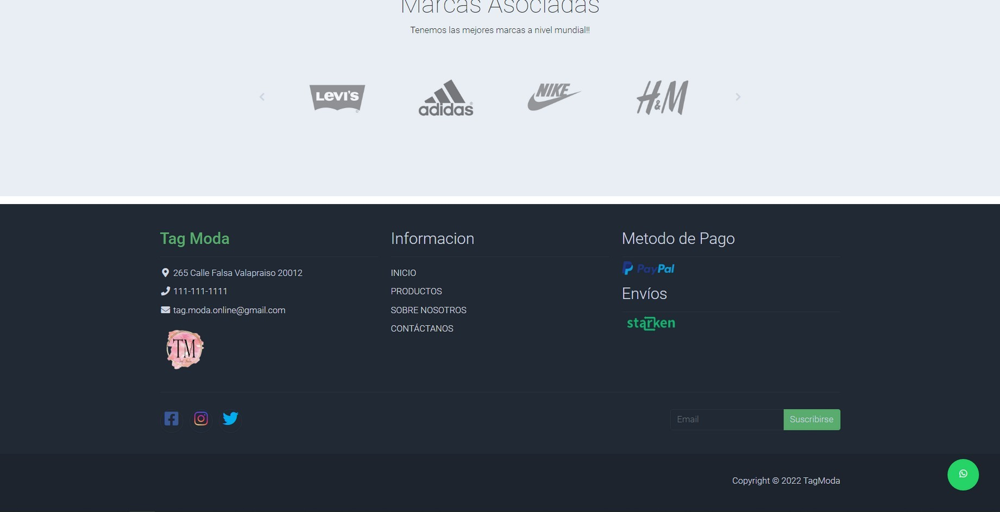 Marcas Asociadas
Tenemos las mejores marcas a nivel mundial!!
Levi's
adidas
NIKE
H&M
Tag Moda
265 Calle Falsa Valapraiso 20012
111-111-1111
tag.moda.online@gmail.com
TM
Informacion
INICIO
PRODUCTOS
SOBRE NOSOTROS
CONTÁCTANOS
Metodo de Pago
PayPal
Envíos
starken
Email
Suscribirse
Copyright © 2022 TagModa